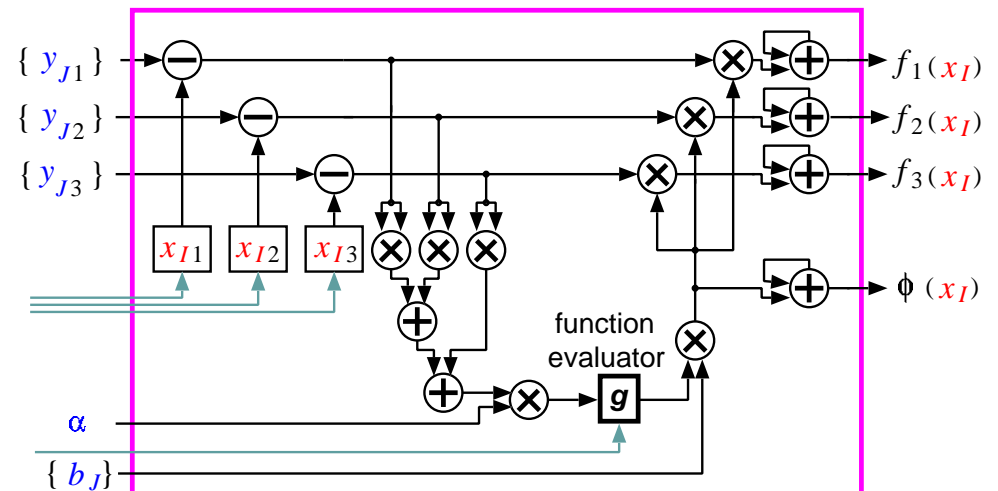 { y_J1 }
f_1(x_I)
{ y_J2 }
f_2(x_I)
{ y_J3 }
f_3(x_I)
x_I1
x_I2
x_I3
ϕ (x_I)
function
evaluator
g
α
{ b_J }